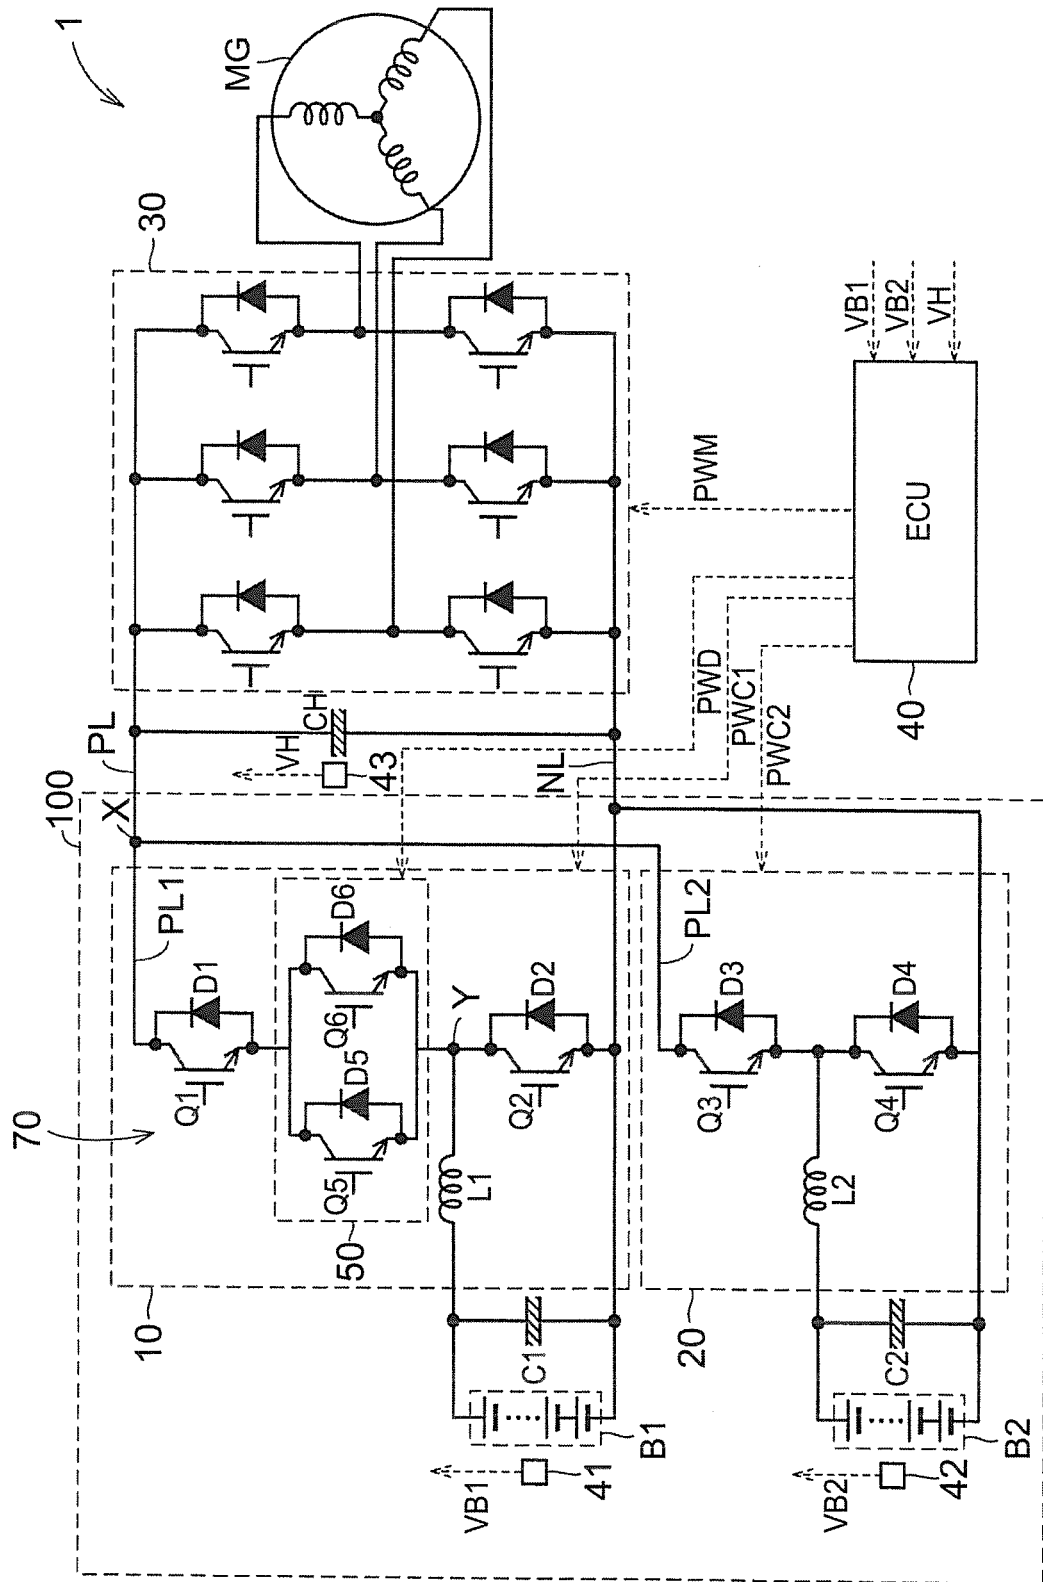 1
MG
30
VB1
VB2
VH
PWM
ECU
40
PWD
PWC1
PWC2
PL
CH
VH
43
NL
100
X
PL1
PL2
D1
Q1
D6
Q6
D5
Q5
50
Y
D2
Q2
L1
70
10
D3
Q3
D4
Q4
L2
20
C1
B1
41
VB1
C2
B2
42
VB2